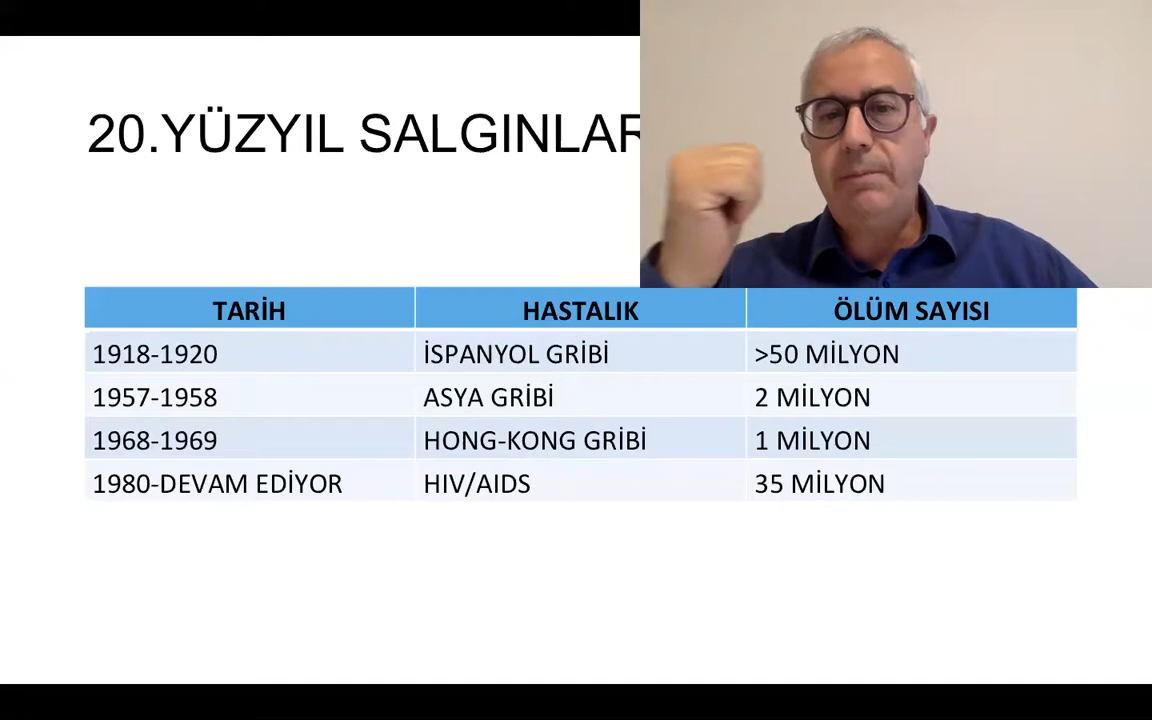 20.YÜZYIL SALGINLAR
TARİH HASTALIK ÖLÜM SAYISI
1918-1920 İSPANYOL GRİBİ >50 MİLYON
1957-1958 ASYA GRİBİ 2 MİLYON
1968-1969 HONG-KONG GRİBİ 1 MİLYON
1980-DEVAM EDİYOR HIV/AIDS 35 MİLYON